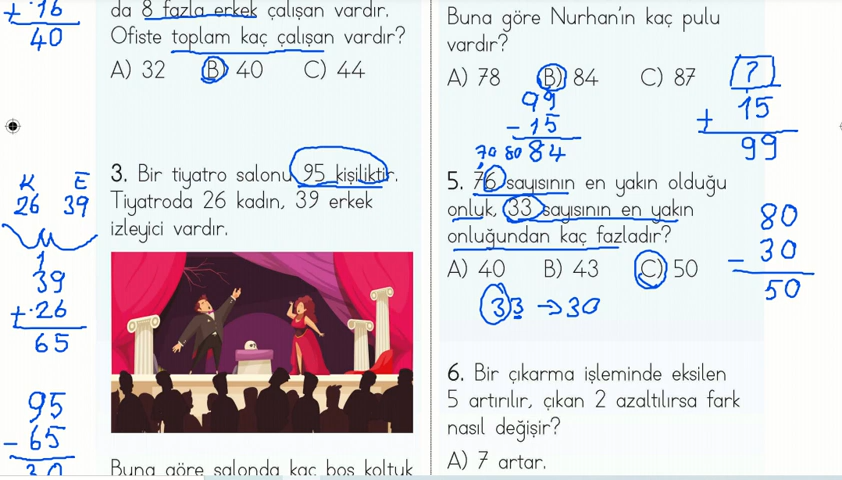 + 16
40
da 8 fazla erkek çalışan vardır.
Ofiste toplam kaç çalışan vardır?
A) 32 B) 40 C) 44
3. Bir tiyatro salonu 95 kişiliktir.
Tiyatroda 26 kadın, 39 erkek
izleyici vardır.
K E
26 39
1
39
+ 26
65
95
- 65
30
Buna göre salonda kaç boş koltuk
Buna göre Nurhan'ın kaç pulu
vardır?
A) 78 B) 84 C) 87
99
- 15
84
70 80
?
15
+
99
5. 76 sayısının en yakın olduğu
onluk, 33 sayısının en yakın
onluğundan kaç fazladır?
A) 40 B) 43 C) 50
33 → 30
80
- 30
50
6. Bir çıkarma işleminde eksilen
5 artırılır, çıkan 2 azaltılırsa fark
nasıl değişir?
A) 7 artar.